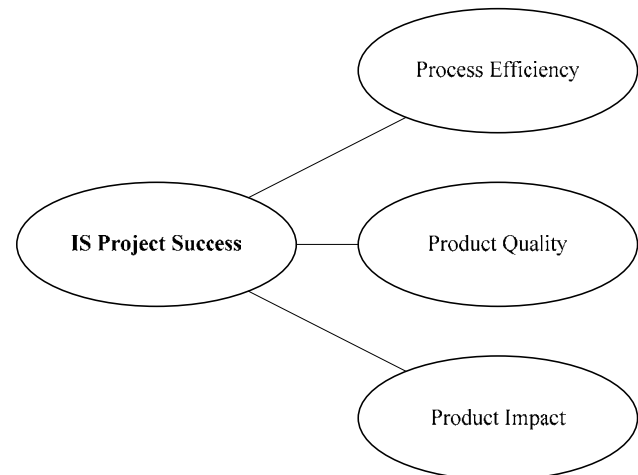 Process Efficiency
IS Project Success
Product Quality
Product Impact